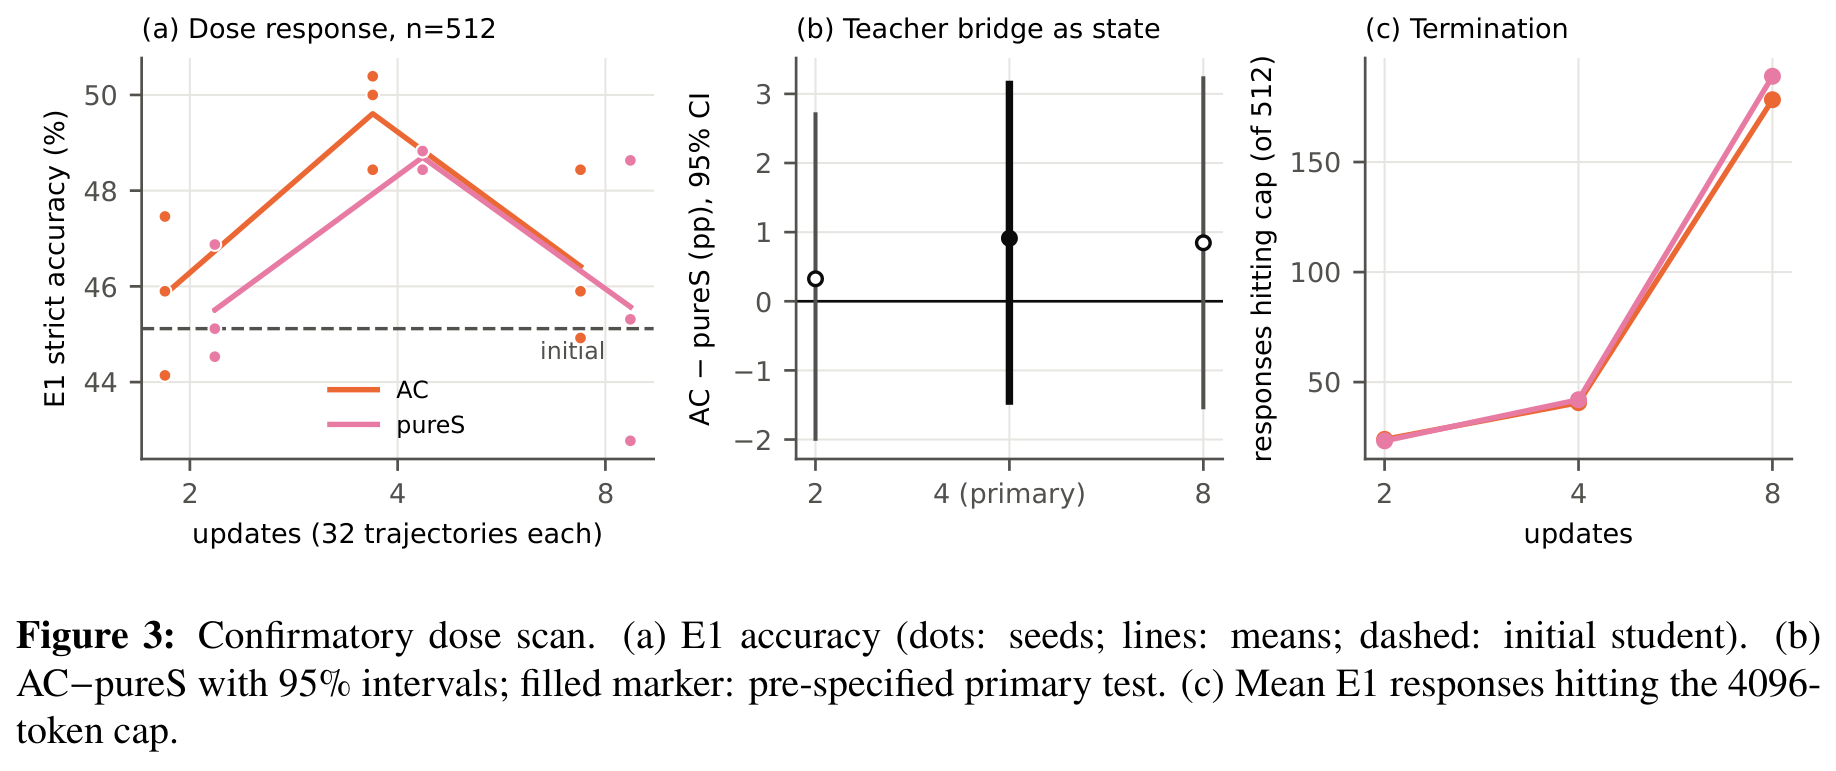 (a) Dose response, n=512
E1 strict accuracy (%)
50
48
46
44
initial
AC
pureS
2
4
8
updates (32 trajectories each)
(b) Teacher bridge as state
AC − pureS (pp), 95% CI
3
2
1
0
−1
−2
2
4 (primary)
8
(c) Termination
responses hitting cap (of 512)
150
100
50
2
4
8
updates
Figure 3: Confirmatory dose scan. (a) E1 accuracy (dots: seeds; lines: means; dashed: initial student). (b)
AC−pureS with 95% intervals; filled marker: pre-specified primary test. (c) Mean E1 responses hitting the 4096-
token cap.